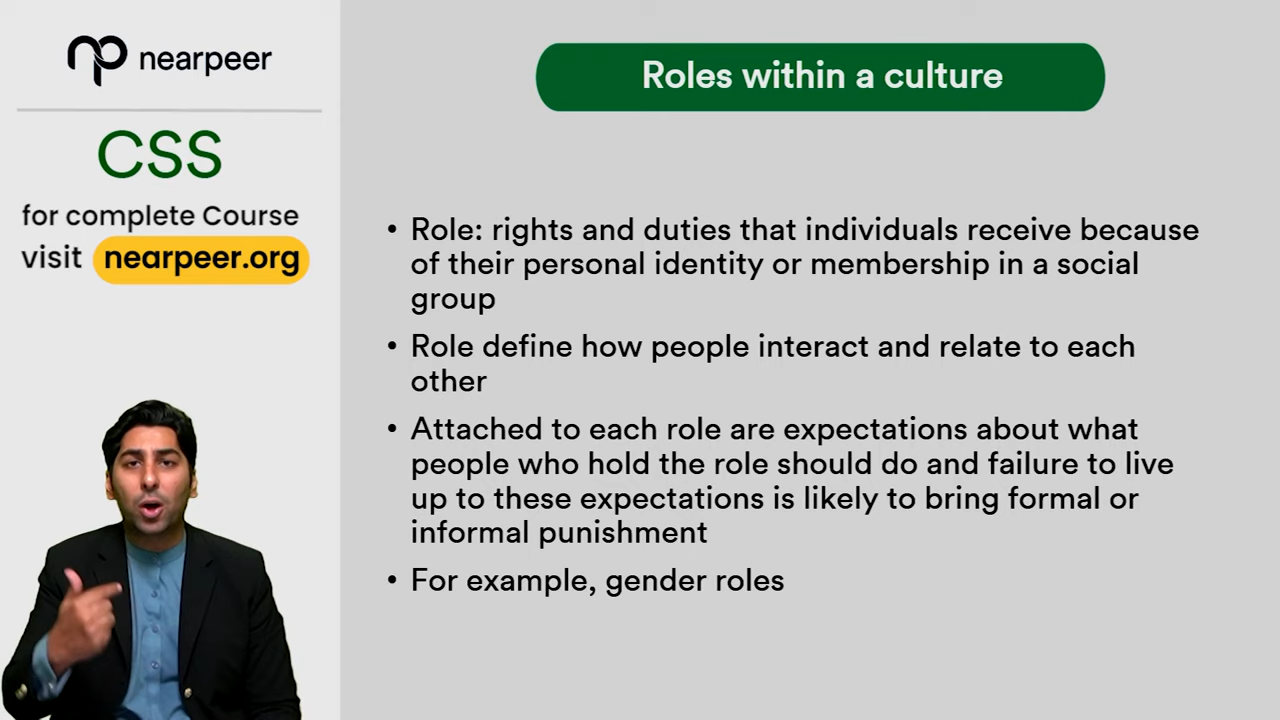 nearpeer
CSS
for complete Course
visit nearpeer.org
Roles within a culture
• Role: rights and duties that individuals receive because
of their personal identity or membership in a social
group
• Role define how people interact and relate to each
other
• Attached to each role are expectations about what
people who hold the role should do and failure to live
up to these expectations is likely to bring formal or
informal punishment
• For example, gender roles